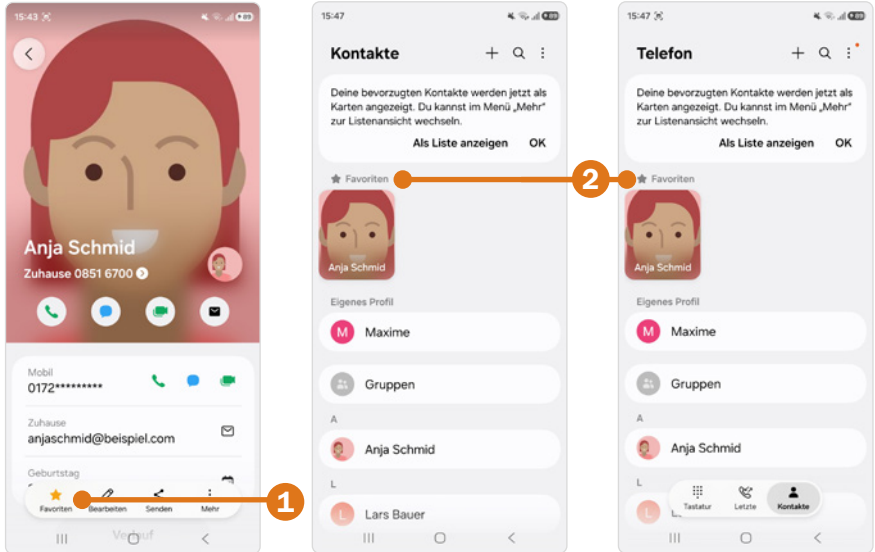 15:43
89
Anja Schmid
Zuhause 0851 6700
Mobil
0172*********
Zuhause
anjaschmid@beispiel.com
Geburtstag
Favoriten
Bearbeiten
Senden
Mehr
Verlauf
1
15:47
89
Kontakte
Deine bevorzugten Kontakte werden jetzt als
Karten angezeigt. Du kannst im Menü „Mehr“
zur Listenansicht wechseln.
Als Liste anzeigen OK
Favoriten
Anja Schmid
Eigenes Profil
M Maxime
Gruppen
A
Anja Schmid
L
L Lars Bauer
2
15:47
89
Telefon
Deine bevorzugten Kontakte werden jetzt als
Karten angezeigt. Du kannst im Menü „Mehr“
zur Listenansicht wechseln.
Als Liste anzeigen OK
Favoriten
Anja Schmid
Eigenes Profil
M Maxime
Gruppen
A
Anja Schmid
L
L
Tastatur
Letzte
Kontakte